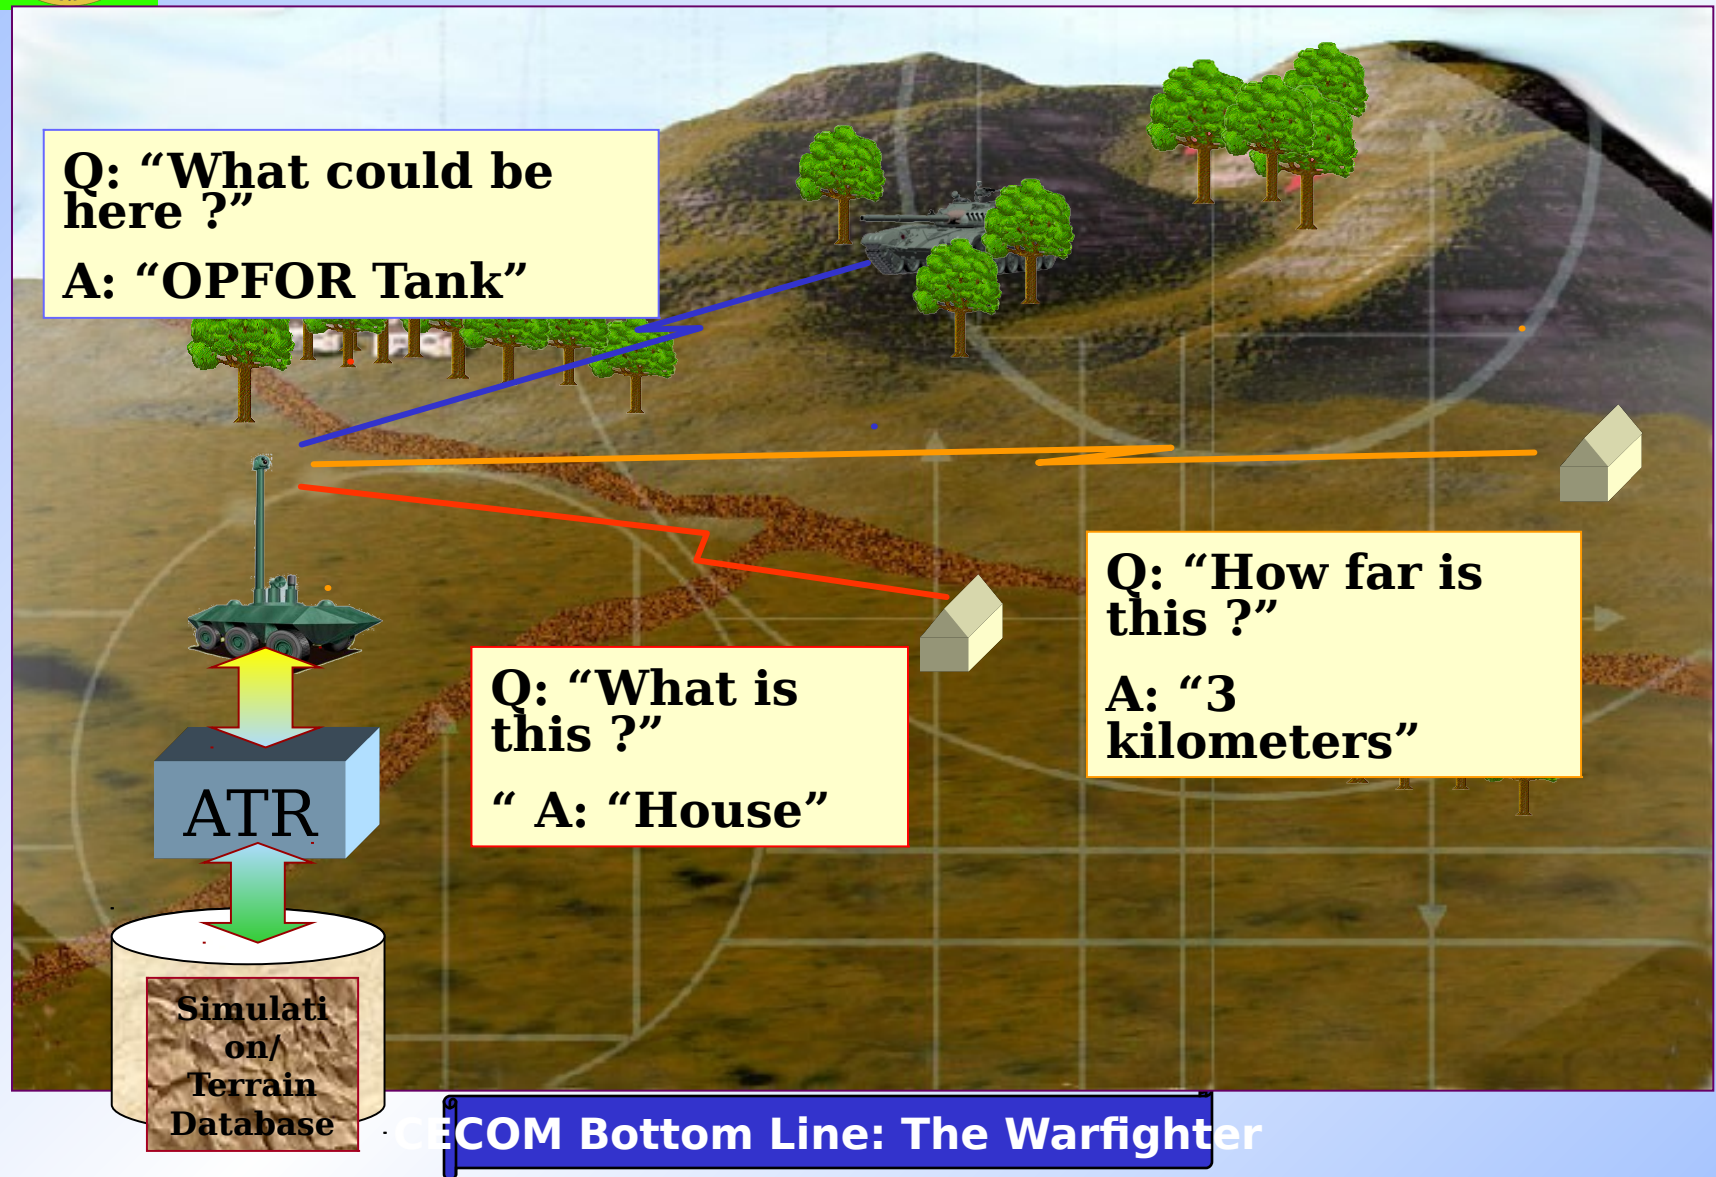 Q: “What could be
here ?”
A: “OPFOR Tank”
Q: “How far is
this ?”
A: “3
kilometers”
Q: “What is
this ?”
“ A: “House”
ATR
Simulati
on/
Terrain
Database
CECOM Bottom Line: The Warfighter